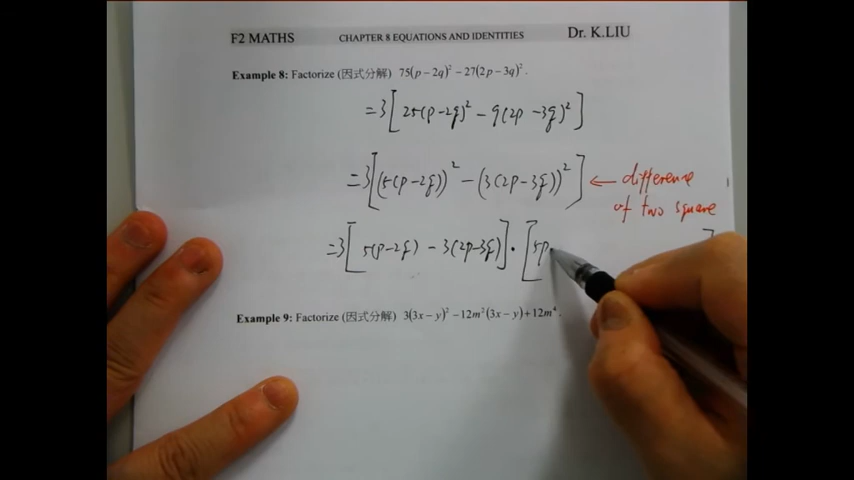 F2 MATHS CHAPTER 8 EQUATIONS AND IDENTITIES Dr. K.LIU
Example 8: Factorize (因式分解) 75(p−2q)² −27(2p−3q)².
=3[25(p-2q)² - 9(2p-3q)²]
=3[(5(p-2q))² - (3(2p-3q))²] ← difference
of two square
=3[5(p-2q) - 3(2p-3q)]·[5p ]
Example 9: Factorize (因式分解) 3(3x−y)² −12m²(3x−y)+12m⁴.